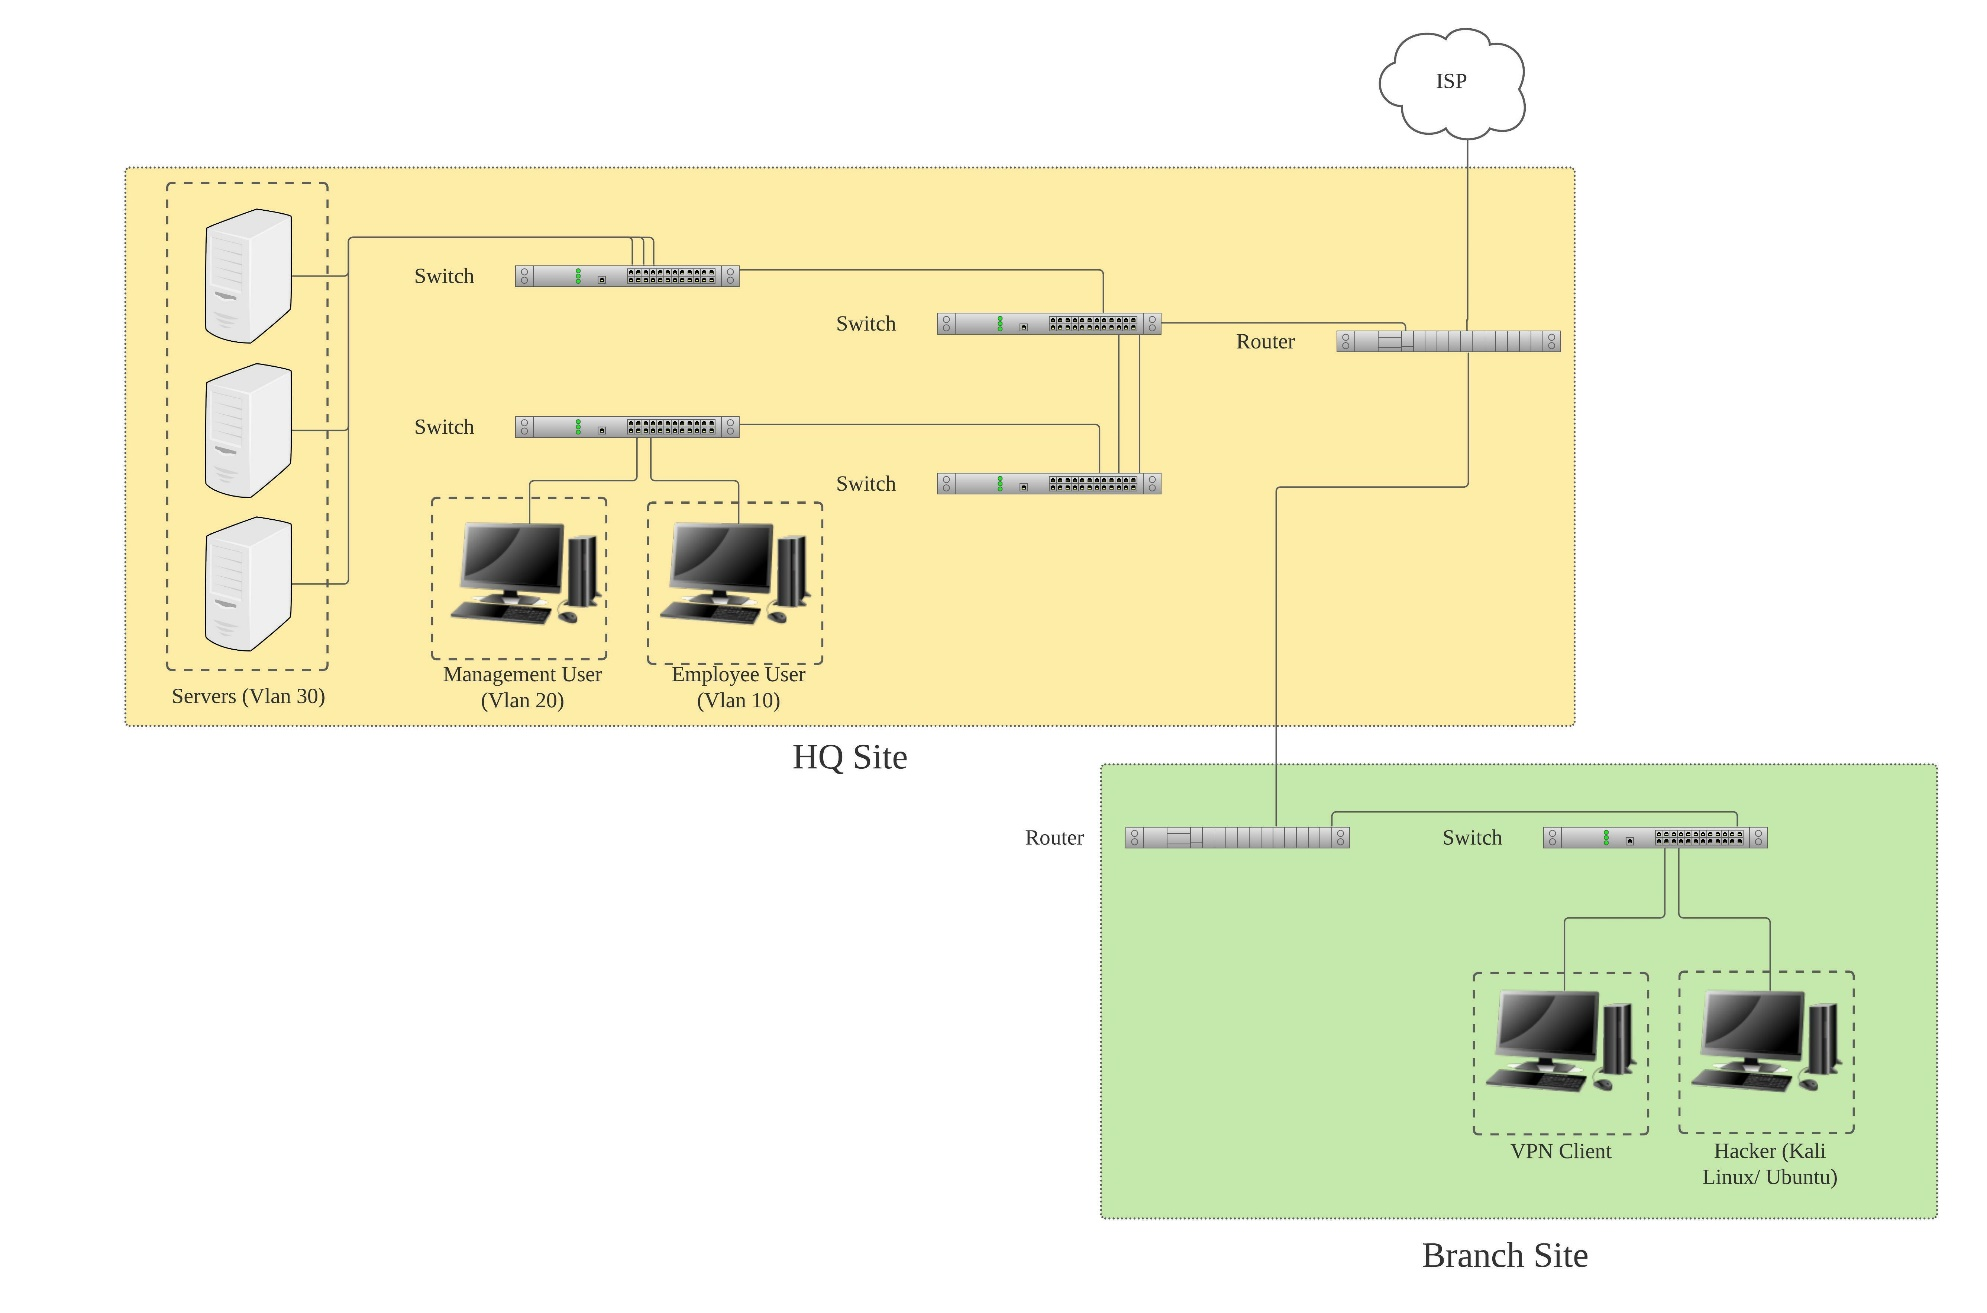 ISP
Switch
Switch
Router
Switch
Switch
Management User
(Vlan 20)
Employee User
(Vlan 10)
Servers (Vlan 30)
HQ Site
Router
Switch
VPN Client
Hacker (Kali
Linux/ Ubuntu)
Branch Site